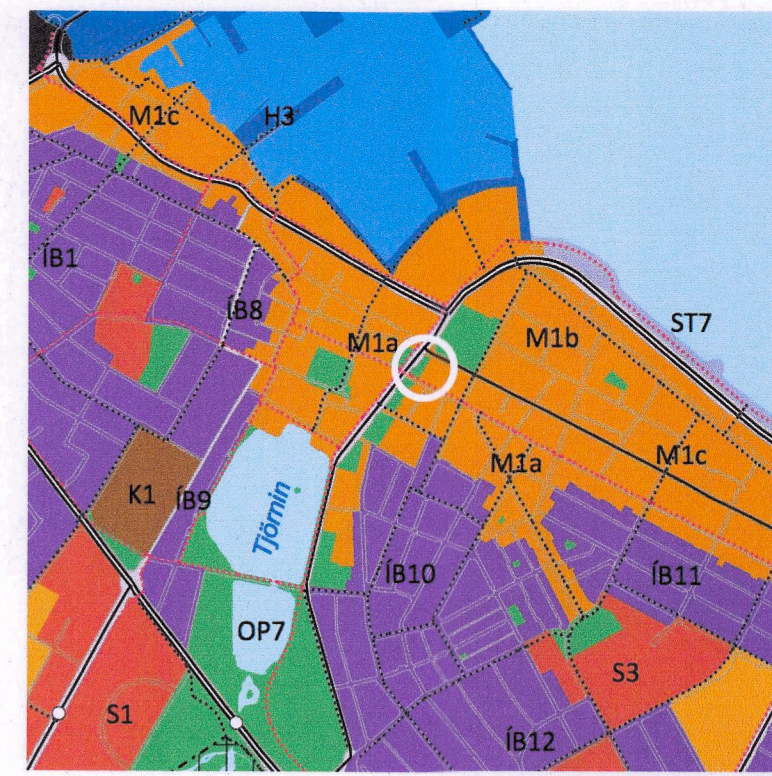 M1c
H3
ÍB1
ÍB8
M1a
M1b
ST7
M1a
M1c
K1
ÍB9
Tjörnin
ÍB10
ÍB11
OP7
S3
S1
ÍB12